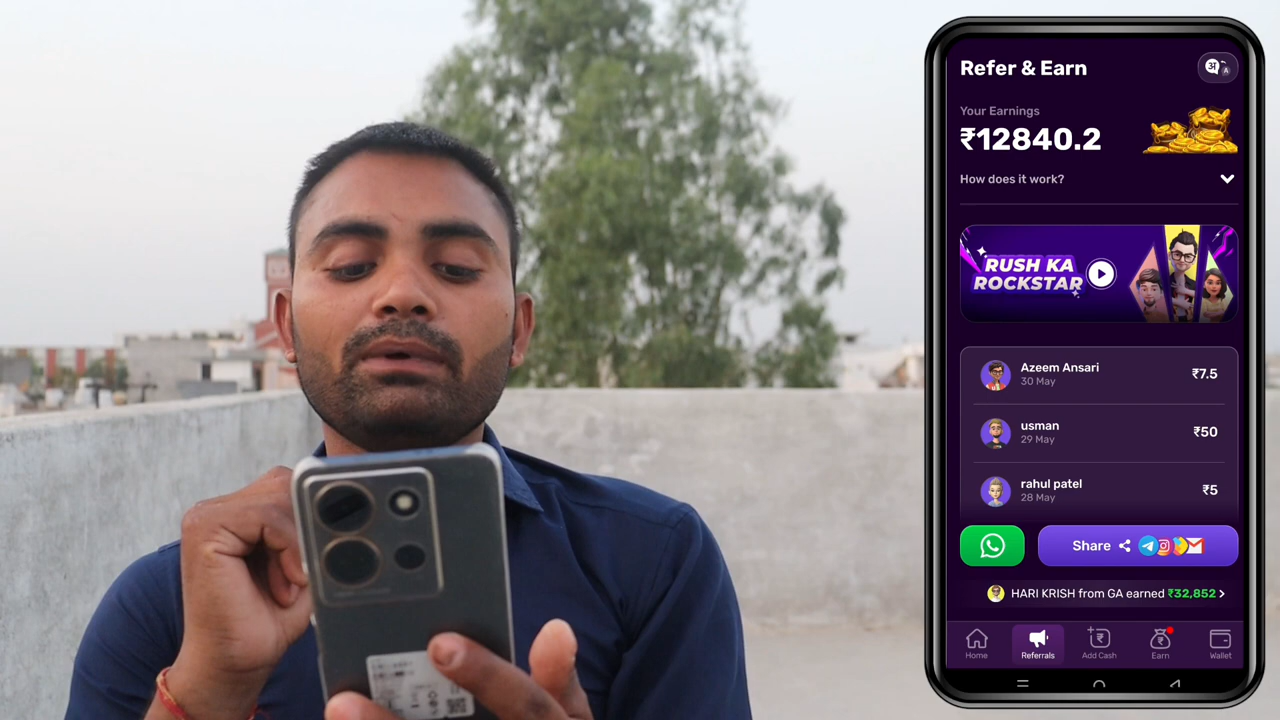 Refer & Earn
अ A
Your Earnings
₹12840.2
How does it work?
RUSH KA
ROCKSTAR
Azeem Ansari
30 May
₹7.5
usman
29 May
₹50
rahul patel
28 May
₹5
Share
HARI KRISH from GA earned ₹32,852 >
Home
Referrals
Add Cash
Earn
Wallet